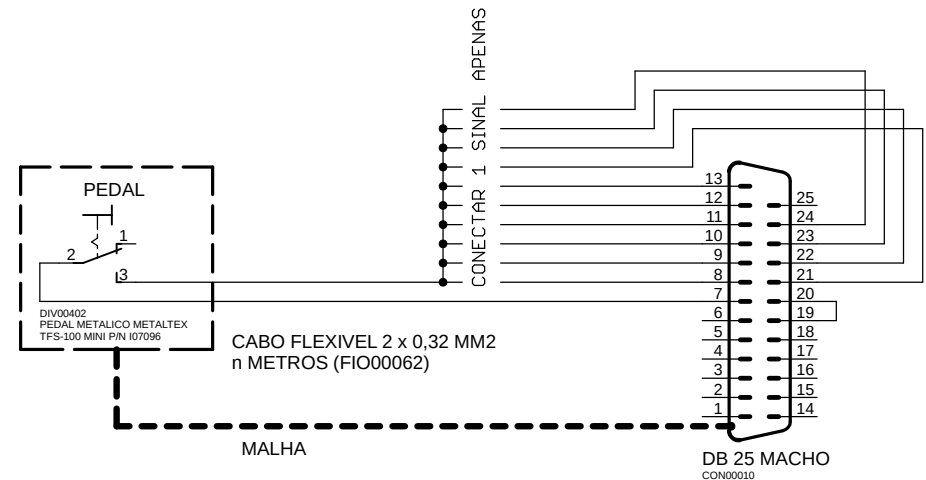 CONECTAR 1 SINAL APENAS
PEDAL
1
2
3
DIV00402
PEDAL METALICO METALTEX
TFS-100 MINI P/N I07096
CABO FLEXIVEL 2 x 0,32 MM2
n METROS (FIO00062)
MALHA
13
12
11
10
9
8
7
6
5
4
3
2
1
25
24
23
22
21
20
19
18
17
16
15
14
DB 25 MACHO
CON00010